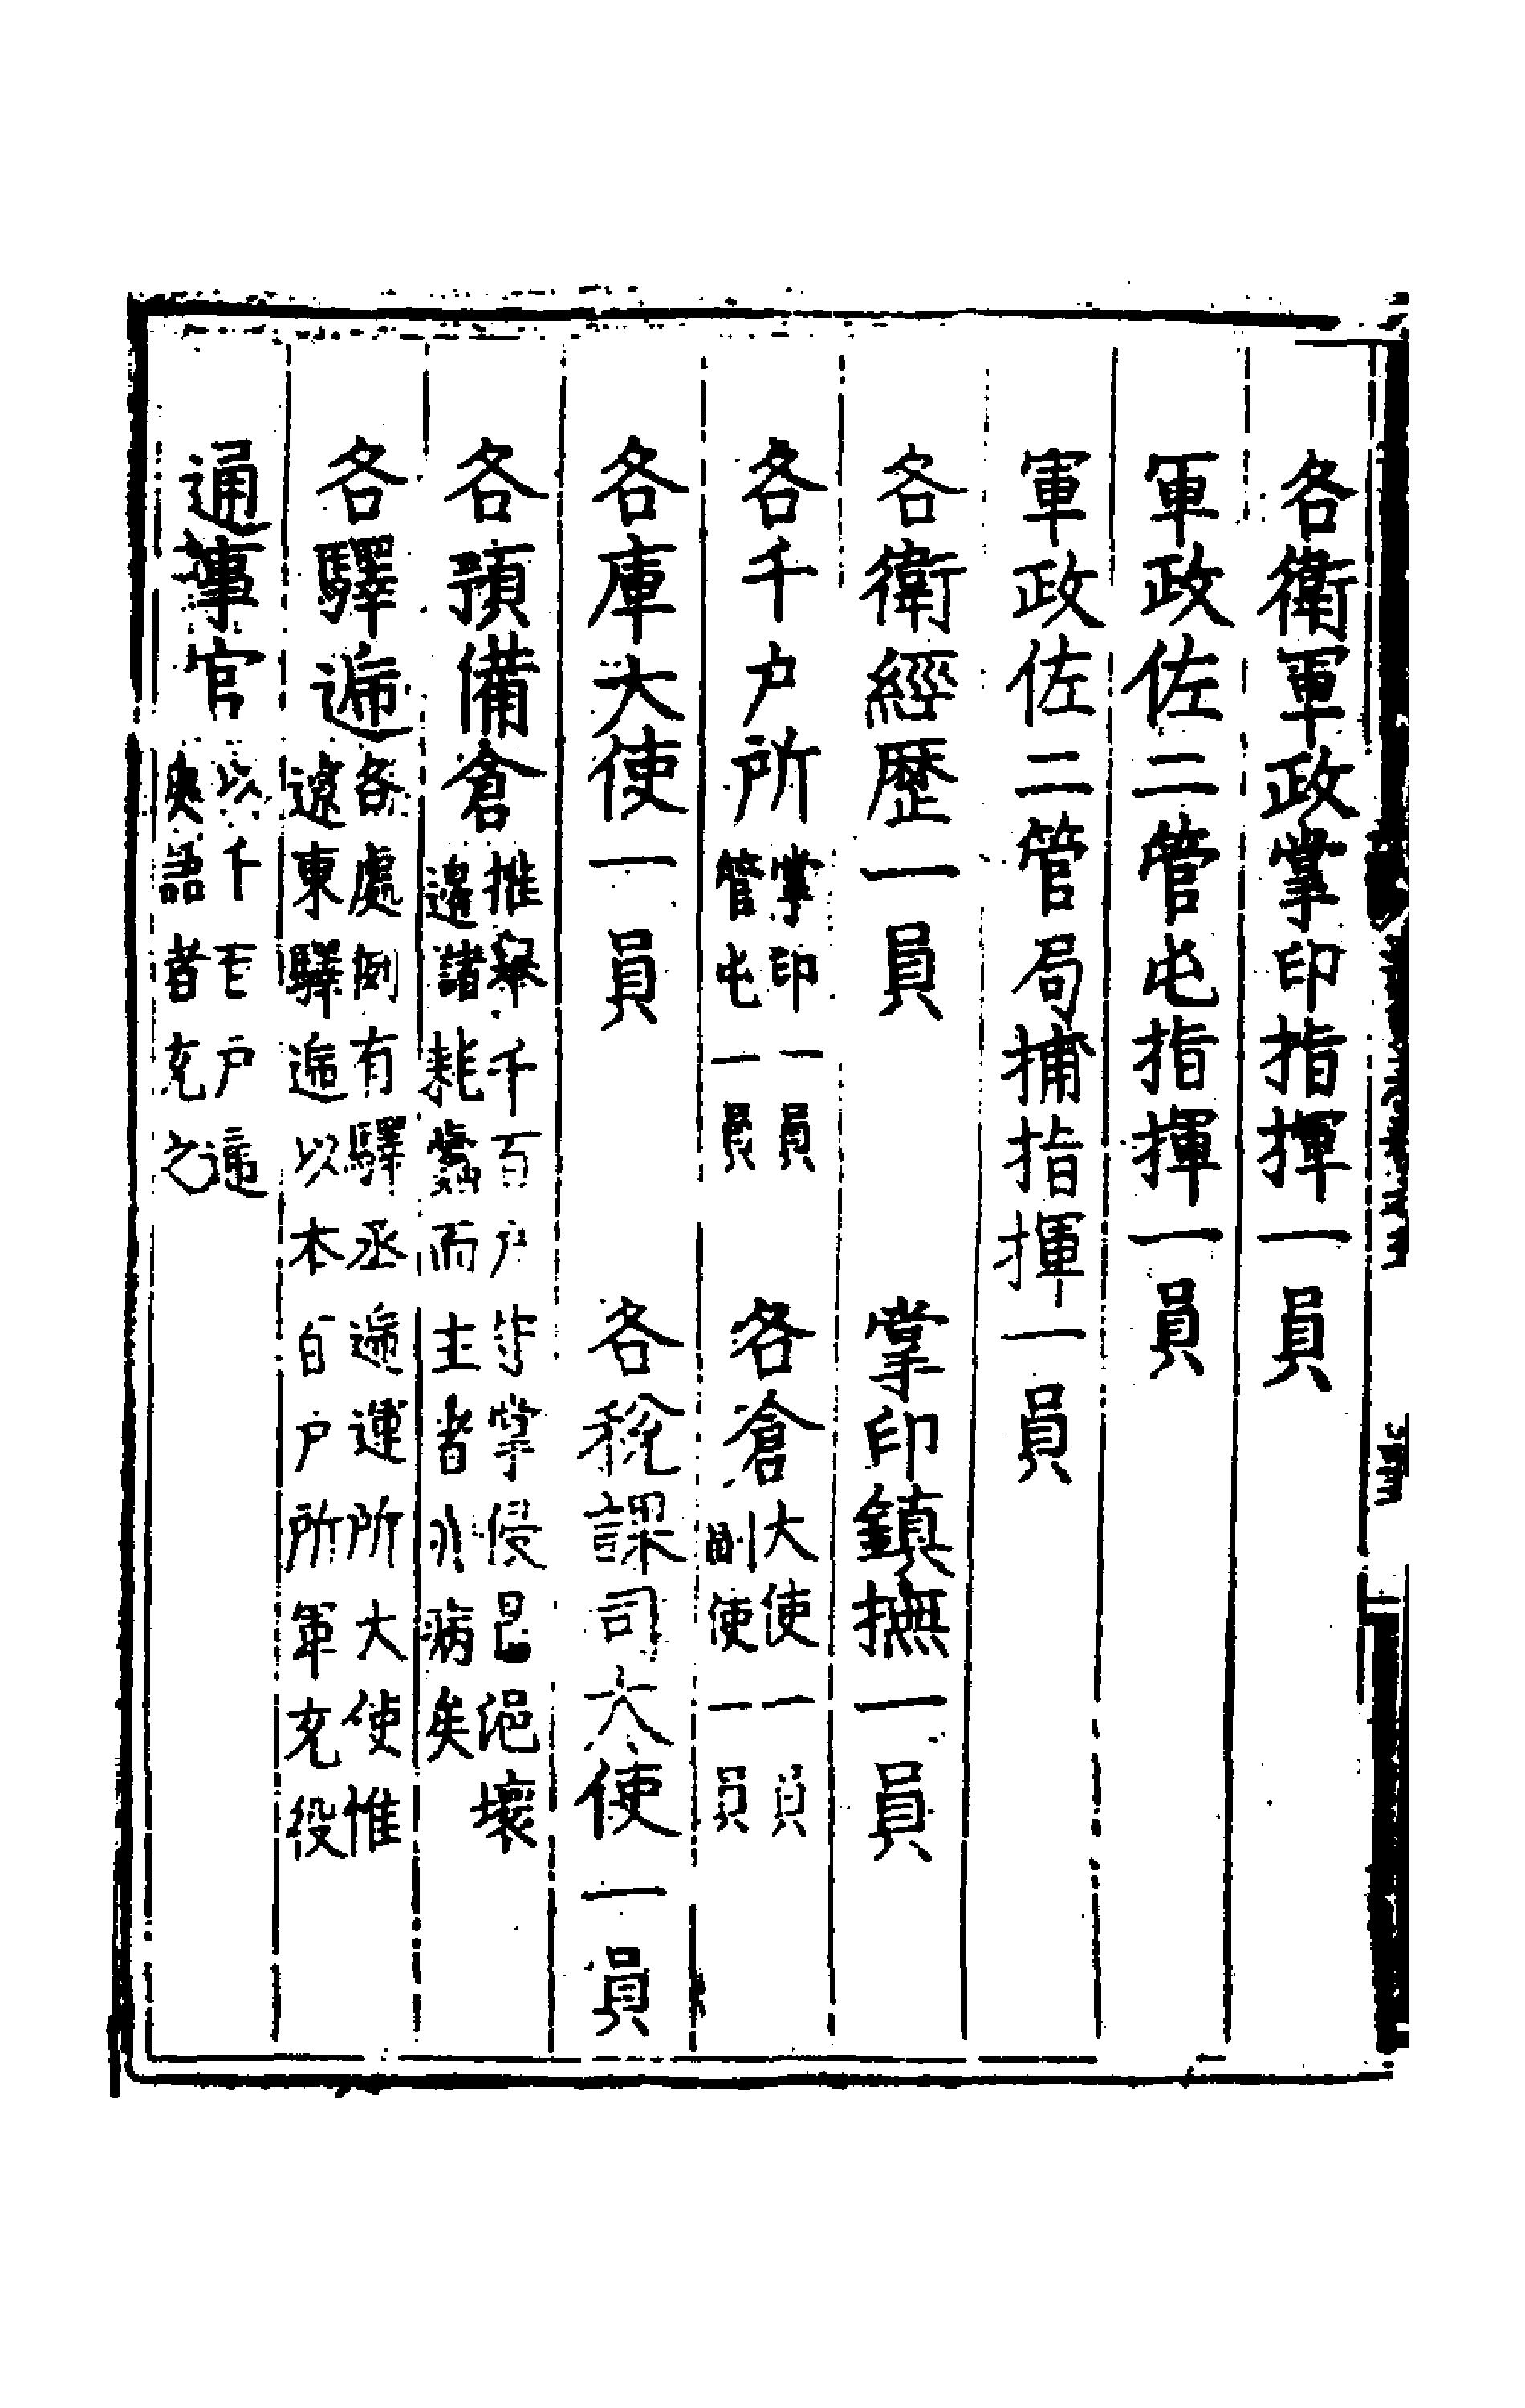 各衛軍政掌印指揮一員
軍政佐二管屯指揮一員
軍政佐二管局捕指揮一員
各衛經歷一員　掌印鎮撫一員
各千户所
掌印一員
管屯一員
各倉
大使一員
副使一員
各庫大使一員　各稅課司大使一員
各預備倉
推舉千百户等掌侵浥壞
邊諸耗蠹而主者病矣
各驛遞
各處例有驛丞遞運所大使惟
遼東驛遞以本百户所軍充役
通事官
以千百户通
夷語者充之